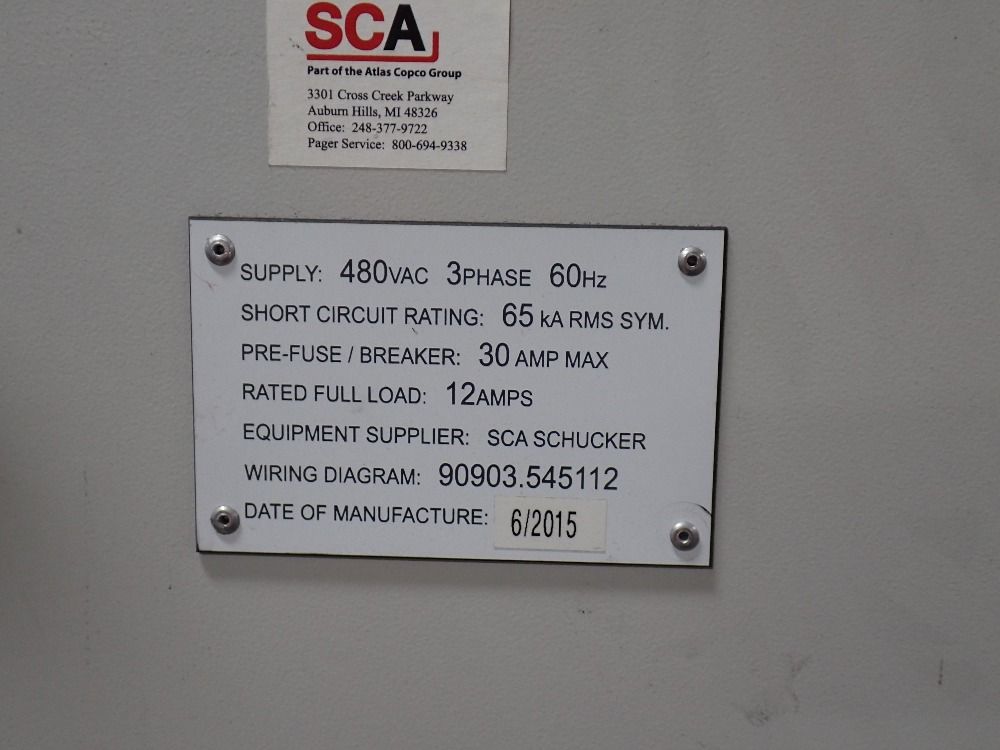 SCA
Part of the Atlas Copco Group
3301 Cross Creek Parkway
Auburn Hills, MI 48326
Office: 248-377-9722
Pager Service: 800-694-9338
SUPPLY: 480VAC 3PHASE 60Hz
SHORT CIRCUIT RATING: 65 kA RMS SYM.
PRE-FUSE / BREAKER: 30 AMP MAX
RATED FULL LOAD: 12AMPS
EQUIPMENT SUPPLIER: SCA SCHUCKER
WIRING DIAGRAM: 90903.545112
DATE OF MANUFACTURE: 6/2015